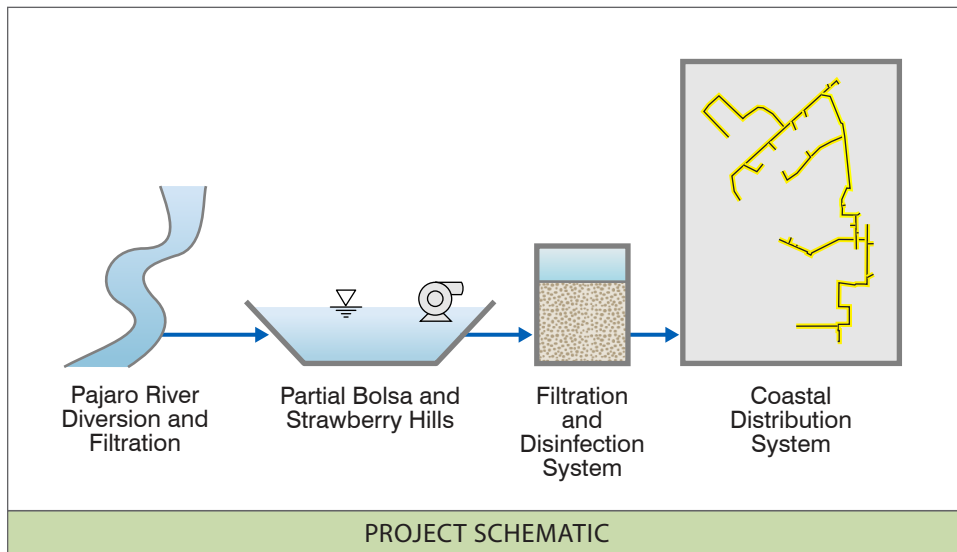 Pajaro River
Diversion and
Filtration
Partial Bolsa and
Strawberry Hills
Filtration
and
Disinfection
System
Coastal
Distribution
System
PROJECT SCHEMATIC